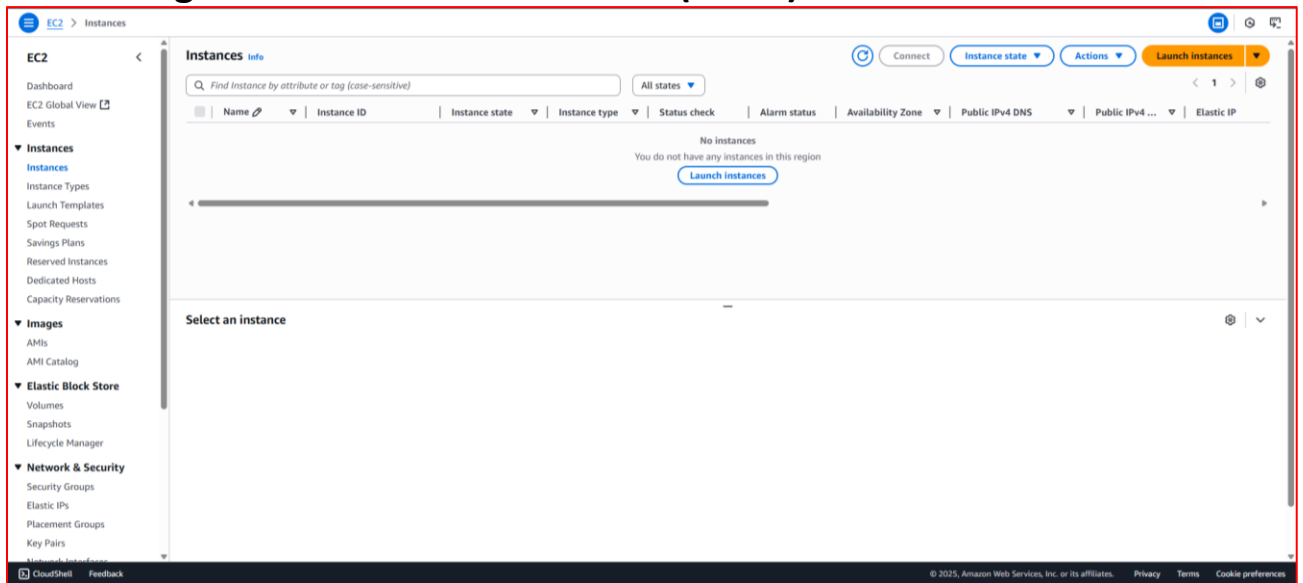 EC2 > Instances
EC2
Dashboard
EC2 Global View
Events
Instances
Instances
Instance Types
Launch Templates
Spot Requests
Savings Plans
Reserved Instances
Dedicated Hosts
Capacity Reservations
Images
AMIs
AMI Catalog
Elastic Block Store
Volumes
Snapshots
Lifecycle Manager
Network & Security
Security Groups
Elastic IPs
Placement Groups
Key Pairs
Instances Info
Connect Instance state Actions Launch instances
Find Instance by attribute or tag (case-sensitive) All states < 1 >
Name Instance ID Instance state Instance type Status check Alarm status Availability Zone Public IPv4 DNS Public IPv4 ... Elastic IP
No instances
You do not have any instances in this region
Launch instances
Select an instance
CloudShell Feedback © 2025, Amazon Web Services, Inc. or its affiliates. Privacy Terms Cookie preferences